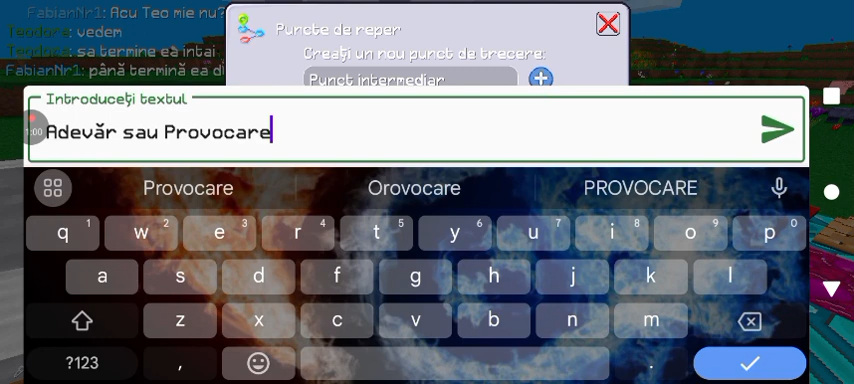 FabianNr1: Acu Teo mie nu?
Teodora: vedem
Teodora: sa termine ea intai
FabianNr1: până termină ea d
Puncte de reper
Creați un nou punct de trecere:
Punct intermediar
Introduceți textul
1:00
Adevăr sau Provocare
Provocare Orovocare PROVOCARE
q 1 w 2 e 3 r 4 t 5 y 6 u 7 i 8 o 9 p 0
a s d f g h j k l
z x c v b n m
?123 , .